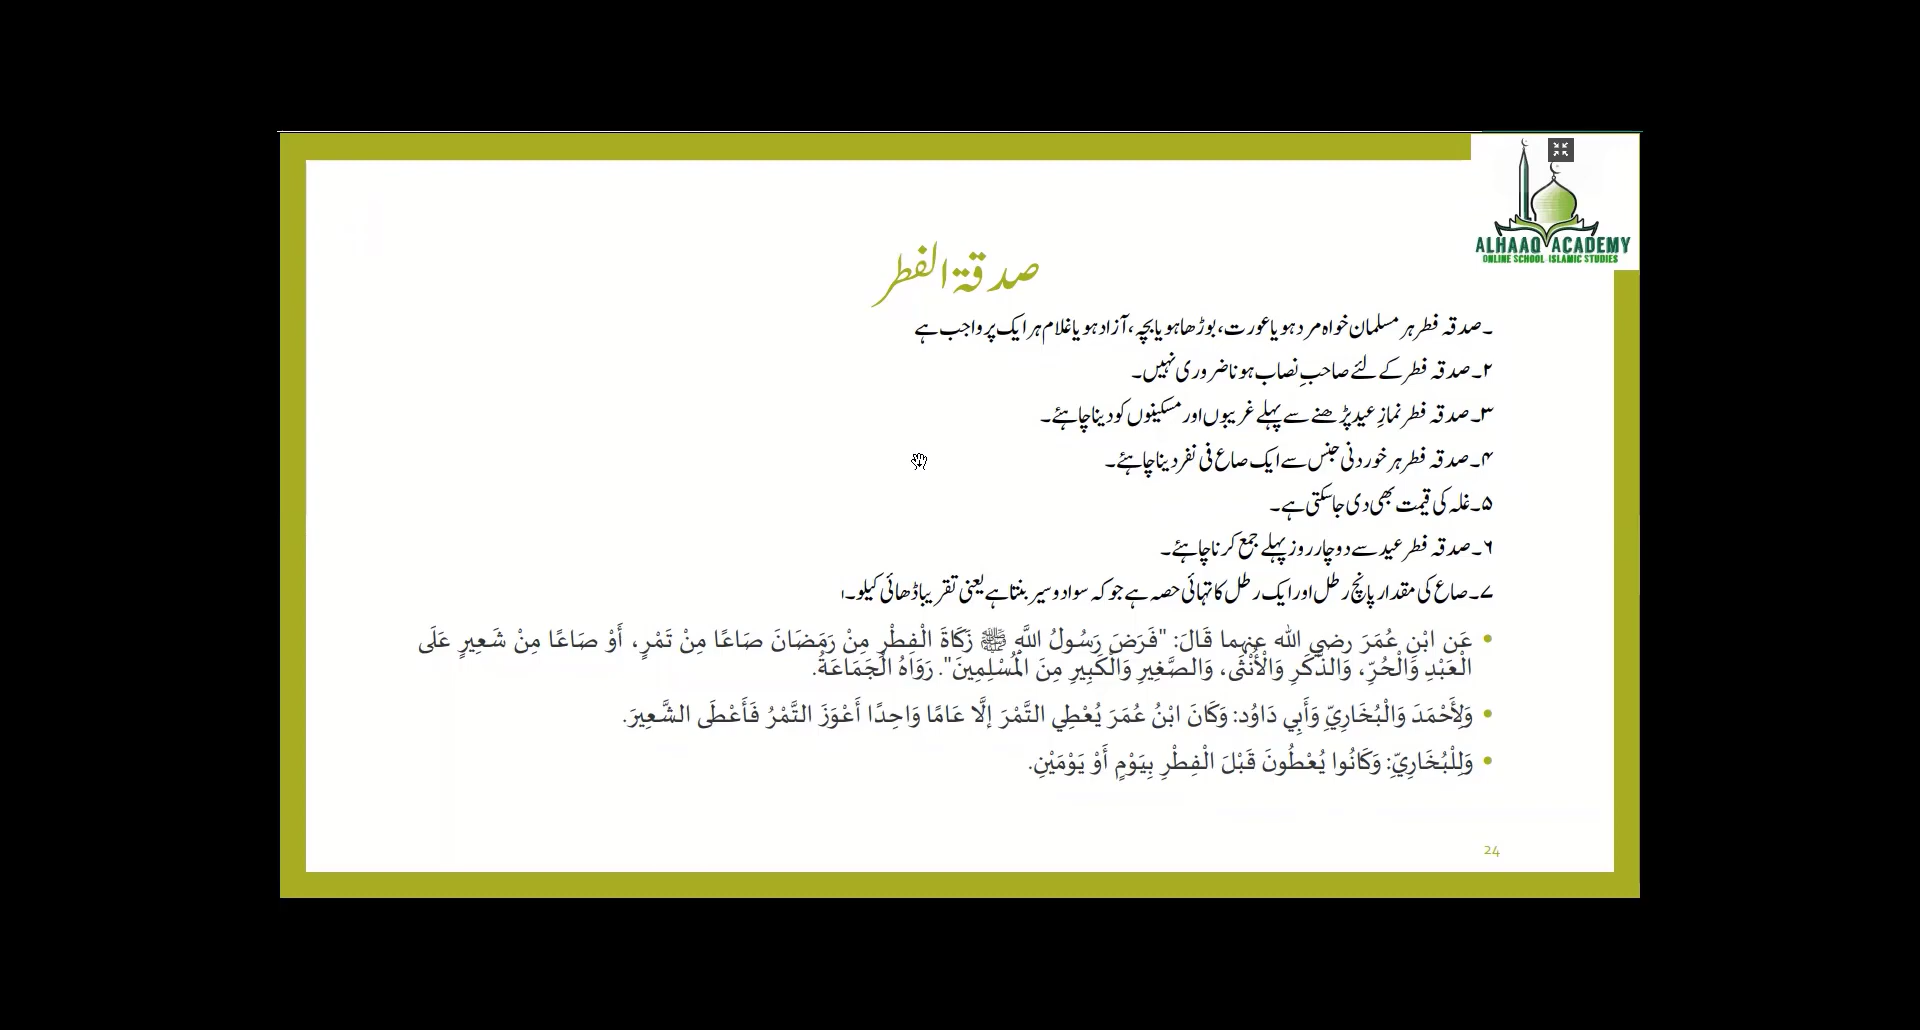 ALHAAQ ACADEMY
ONLINE SCHOOL ISLAMIC STUDIES
صدقۃ الفطر
۔صدقہ فطر ہر مسلمان خواہ مرد ہو یا عورت، بوڑھا ہو یا بچہ، آزاد ہو یا غلام ہر ایک پر واجب ہے
۲۔صدقہ فطر کے لئے صاحبِ نصاب ہونا ضروری نہیں۔
۳۔صدقہ فطر نمازِ عید پڑھنے سے پہلے غریبوں اور مسکینوں کو دینا چاہئے۔
۴۔صدقہ فطر ہر خوردنی جنس سے ایک صاع فی نفر دینا چاہئے۔
۵۔غلہ کی قیمت بھی دی جا سکتی ہے۔
۶۔صدقہ فطر عید سے دو چار روز پہلے جمع کرنا چاہئے۔
۷۔صاع کی مقدار پانچ رطل اور ایک رطل کا تہائی حصہ ہے جو کہ سوا دو سیر بنتا ہے یعنی تقریبا ڈھائی کیلو۔ا
• عَن ابْنِ عُمَرَ رضي الله عنهما قَالَ: "فَرَضَ رَسُولُ اللَّهِ ﷺ زَكَاةَ الْفِطْرِ مِنْ رَمَضَانَ صَاعًا مِنْ تَمْرٍ، أَوْ صَاعًا مِنْ شَعِيرٍ عَلَى
الْعَبْدِ وَالْحُرِّ، وَالذَّكَرِ وَالْأُنْثَى، وَالصَّغِيرِ وَالْكَبِيرِ مِنَ الْمُسْلِمِينَ". رَوَاهُ الْجَمَاعَةُ.
• وَلِأَحْمَدَ وَالْبُخَارِيِّ وَأَبِي دَاوُد: وَكَانَ ابْنُ عُمَرَ يُعْطِي التَّمْرَ إلَّا عَامًا وَاحِدًا أَعْوَزَ التَّمْرُ فَأَعْطَى الشَّعِيرَ.
• وَلِلْبُخَارِيِّ: وَكَانُوا يُعْطُونَ قَبْلَ الْفِطْرِ بِيَوْمٍ أَوْ يَوْمَيْنِ.
24